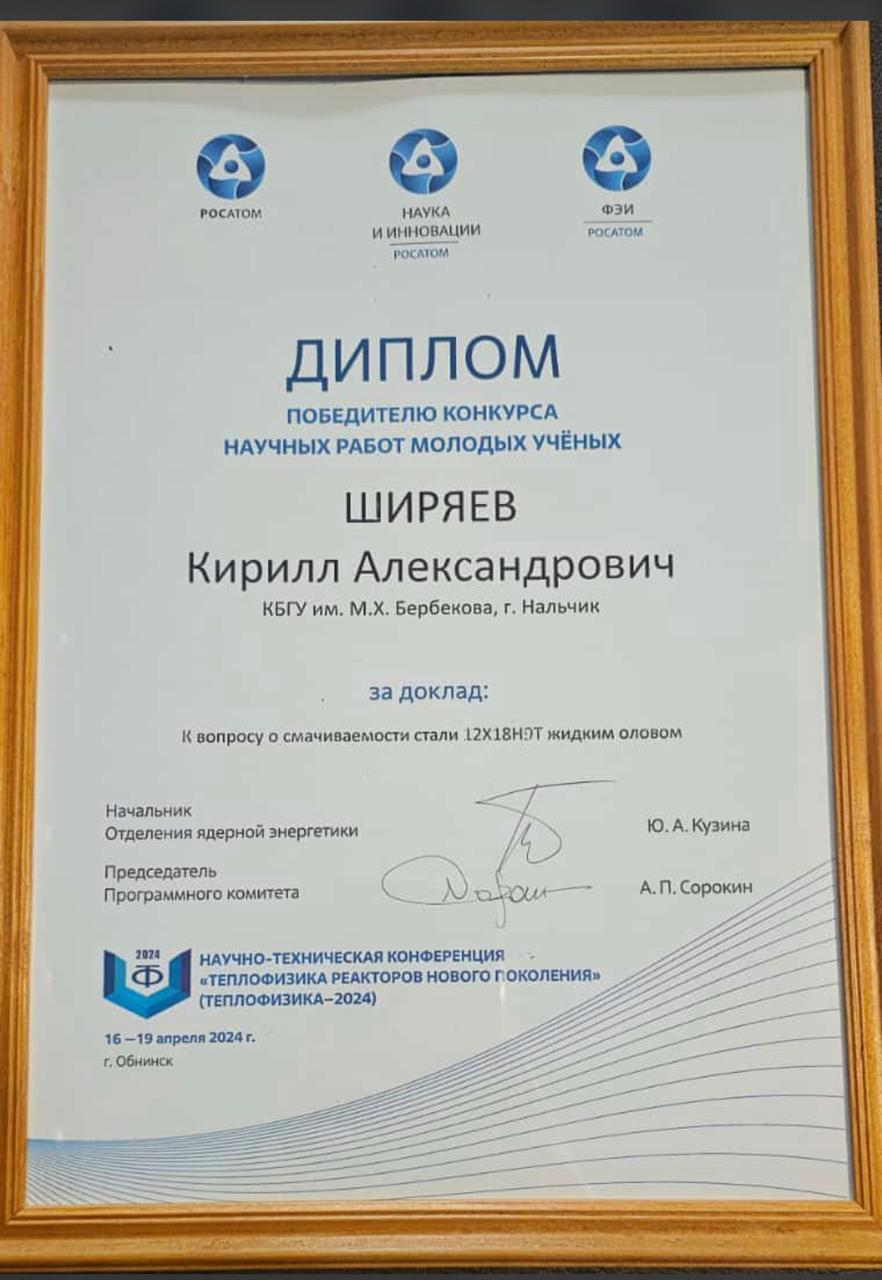 РОСАТОМ
НАУКА
И ИННОВАЦИИ
РОСАТОМ
ФЭИ
РОСАТОМ
ДИПЛОМ
ПОБЕДИТЕЛЮ КОНКУРСА
НАУЧНЫХ РАБОТ МОЛОДЫХ УЧЁНЫХ
ШИРЯЕВ
Кирилл Александрович
КБГУ им. М.Х. Бербекова, г. Нальчик
за доклад:
К вопросу о смачиваемости стали 12Х18Н9Т жидким оловом
Начальник
Отделения ядерной энергетики
Ю. А. Кузина
Председатель
Программного комитета
А. П. Сорокин
2024
Ф
НАУЧНО-ТЕХНИЧЕСКАЯ КОНФЕРЕНЦИЯ
«ТЕПЛОФИЗИКА РЕАКТОРОВ НОВОГО ПОКОЛЕНИЯ»
(ТЕПЛОФИЗИКА–2024)
16 –19 апреля 2024 г.
г. Обнинск